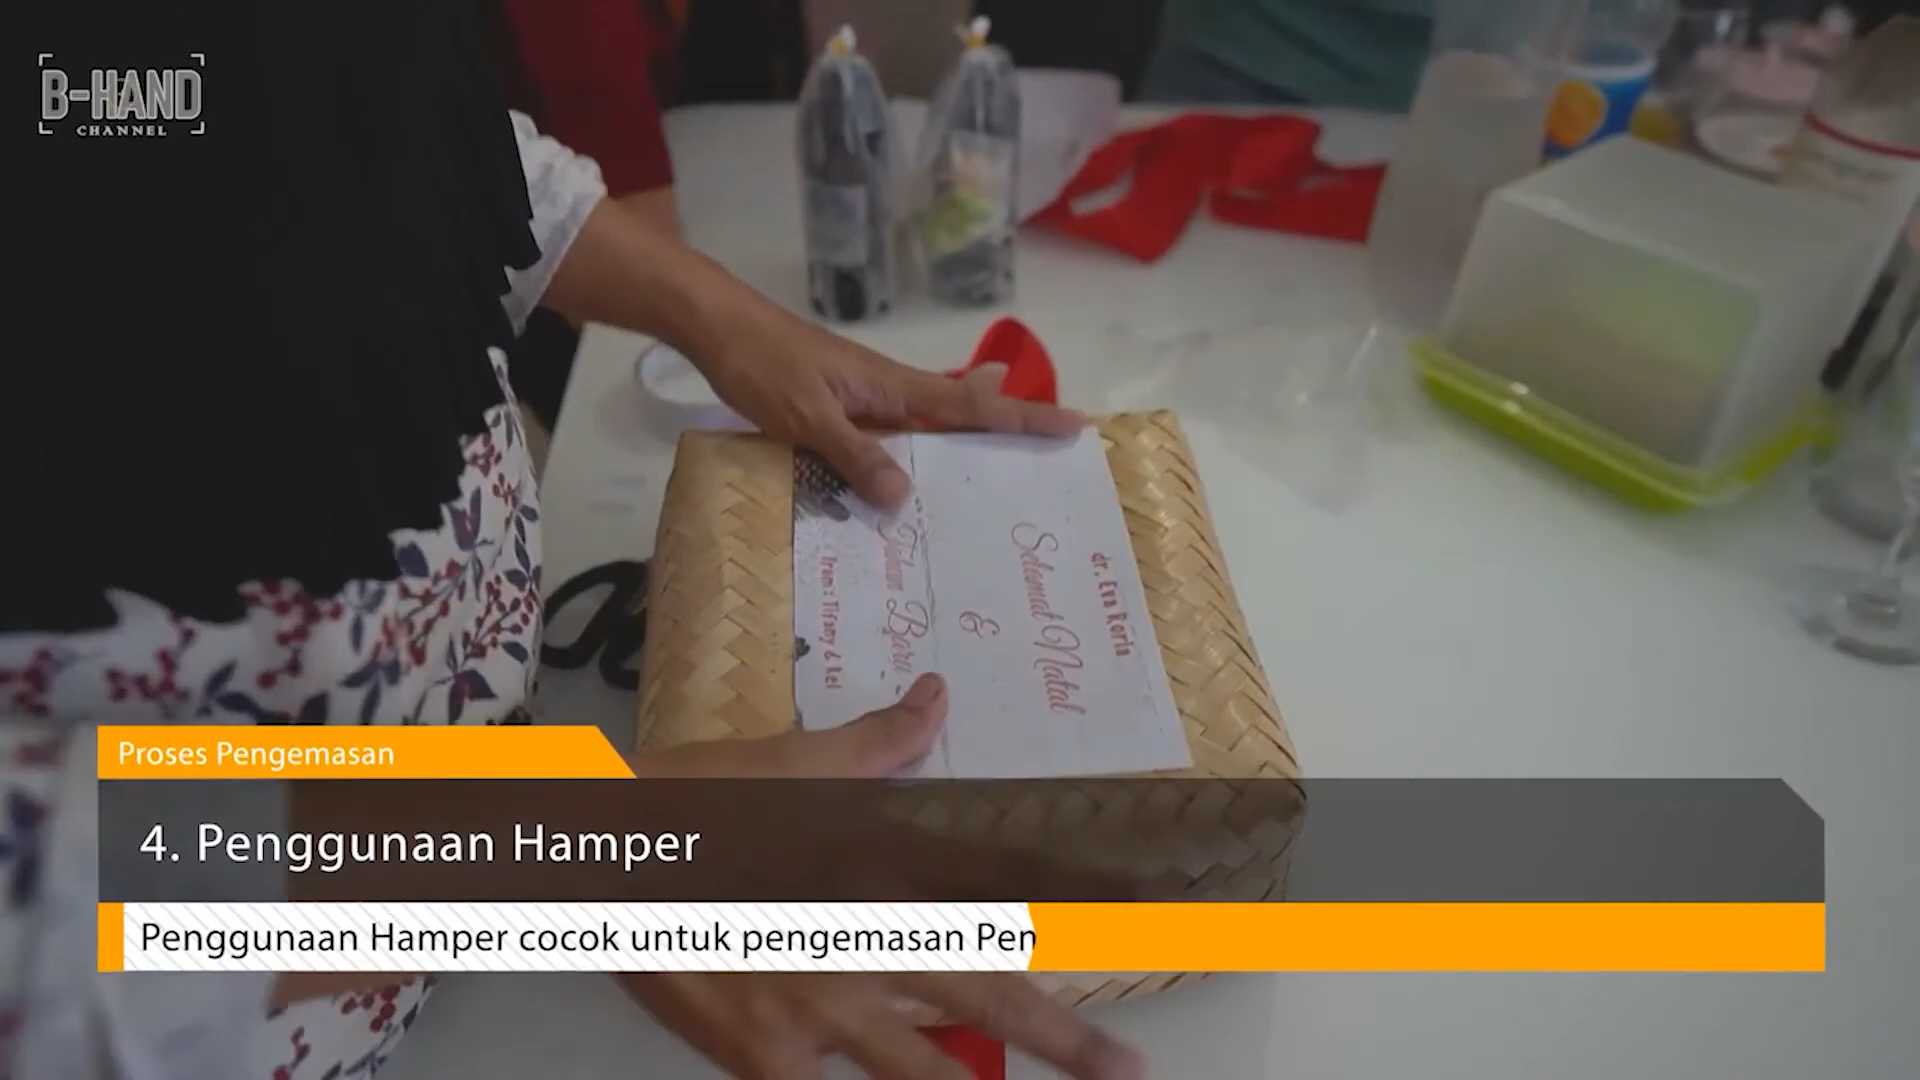 B-HAND
CHANNEL
dr. Eva Roria
Selamat Natal
&
Tahun Baru
from : Tifany & Kel
Proses Pengemasan
4. Penggunaan Hamper
Penggunaan Hamper cocok untuk pengemasan Pen